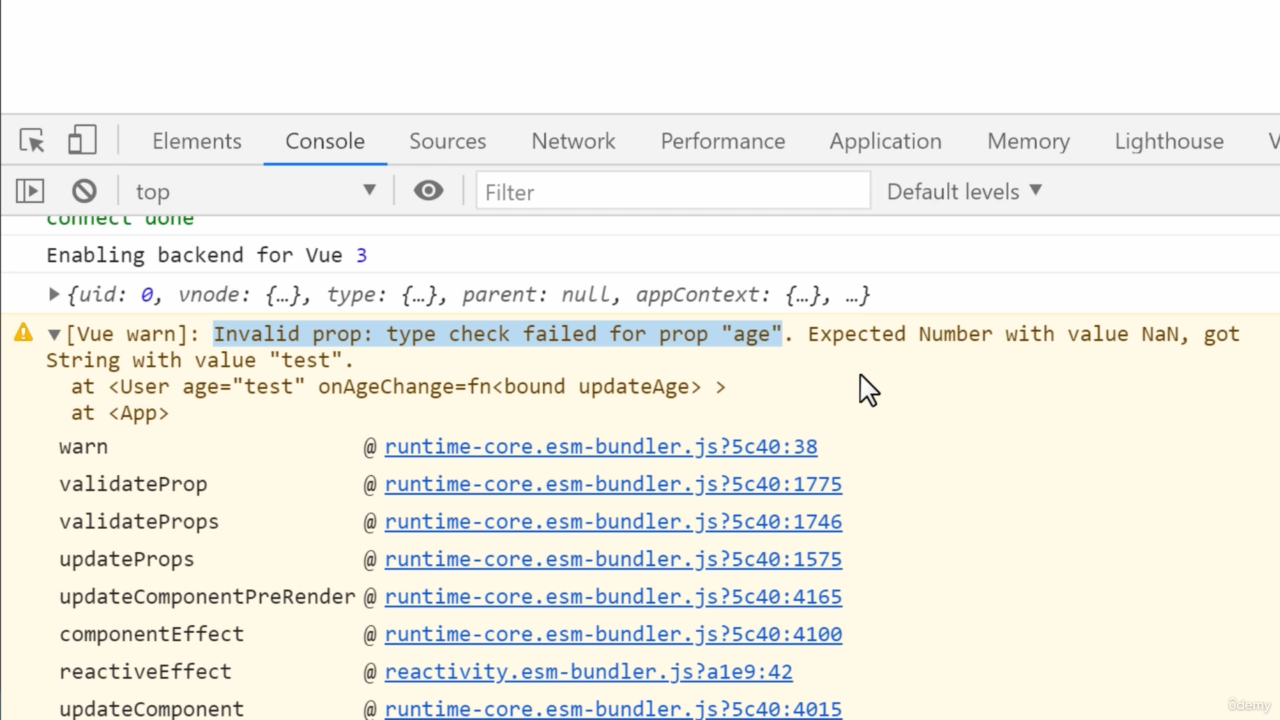 Elements Console Sources Network Performance Application Memory Lighthouse V
top Filter Default levels
connect done
Enabling backend for Vue 3
{uid: 0, vnode: {…}, type: {…}, parent: null, appContext: {…}, …}
[Vue warn]: Invalid prop: type check failed for prop "age". Expected Number with value NaN, got
String with value "test".
at <User age="test" onAgeChange=fn<bound updateAge> >
at <App>
warn @ runtime-core.esm-bundler.js?5c40:38
validateProp @ runtime-core.esm-bundler.js?5c40:1775
validateProps @ runtime-core.esm-bundler.js?5c40:1746
updateProps @ runtime-core.esm-bundler.js?5c40:1575
updateComponentPreRender @ runtime-core.esm-bundler.js?5c40:4165
componentEffect @ runtime-core.esm-bundler.js?5c40:4100
reactiveEffect @ reactivity.esm-bundler.js?a1e9:42
updateComponent @ runtime-core.esm-bundler.js?5c40:4015
ûdemy